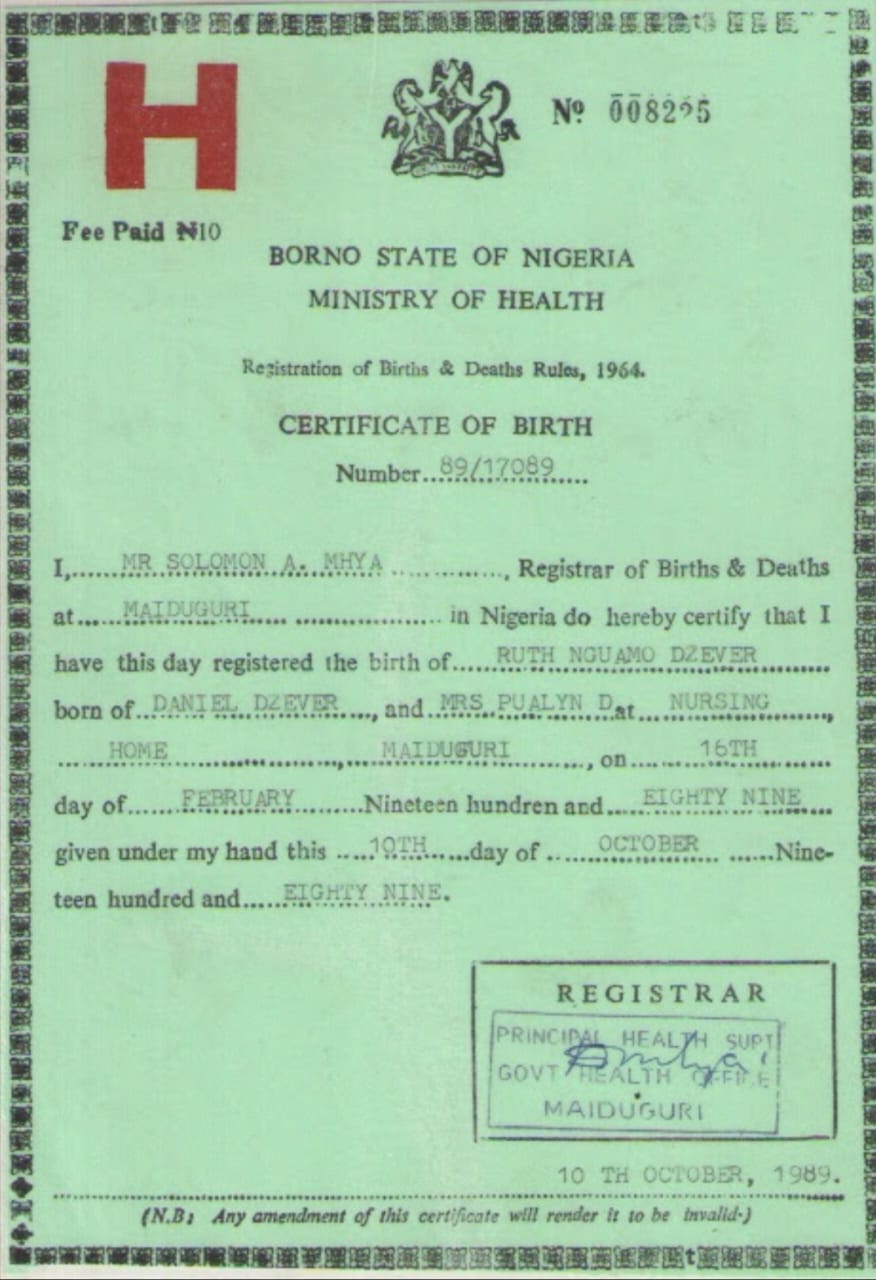 H
Nº 008225
Fee Paid ₦10
BORNO STATE OF NIGERIA
MINISTRY OF HEALTH
Registration of Births & Deaths Rules, 1964.
CERTIFICATE OF BIRTH
Number...89/17089......
I,......MR SOLOMON A. MHYA ..............., Registrar of Births & Deaths
at......MAIDUGURI...... .................... in Nigeria do hereby certify that I
have this day registered the birth of......RUTH NGUAMO DZEVER.........
born of...DANIEL DZEVER....., and MRS PUALYN D.at.....NURSING.........,
......HOME..................,......MAIDUGURI..........., on.........16TH............
day of......FEBRUARY.........Nineteen hundren and.....EIGHTY NINE....
given under my hand this .....10TH.....day of .......OCTOBER... ......Nine-
teen hundred and......EIGHTY NINE.
REGISTRAR
PRINCIPAL HEALTH SUPT
GOVT HEALTH OFFICE
MAIDUGURI
10 TH OCTOBER, 1989.
(N.B: Any amendment of this certificate will render it to be invalid.)